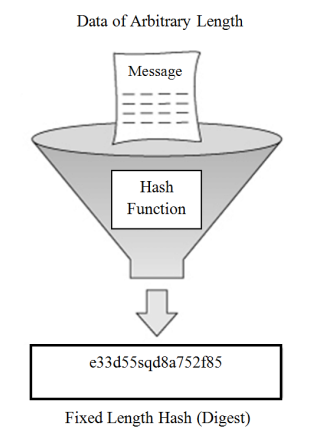 Data of Arbitrary Length
Message
Hash
Function
e33d55sqd8a752f85
Fixed Length Hash (Digest)